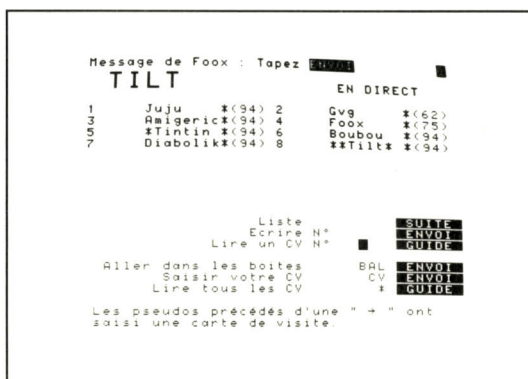 Message de Foox : Tapez ENVOI
TILT
EN DIRECT
1 Juju *(94) 2 Gvg *(62)
3 Amigeric*(94) 4 Foox *(75)
5 *Tintin *(94) 6 Boubou *(94)
7 Diabolik*(94) 8 **Tilt* *(94)
Liste SUITE
Ecrire N° ENVOI
Lire un CV N° GUIDE
Aller dans les boites BAL ENVOI
Saisir votre CV CV ENVOI
Lire tous les CV * GUIDE
Les pseudos précédés d'une " → " ont
saisi une carte de visite.